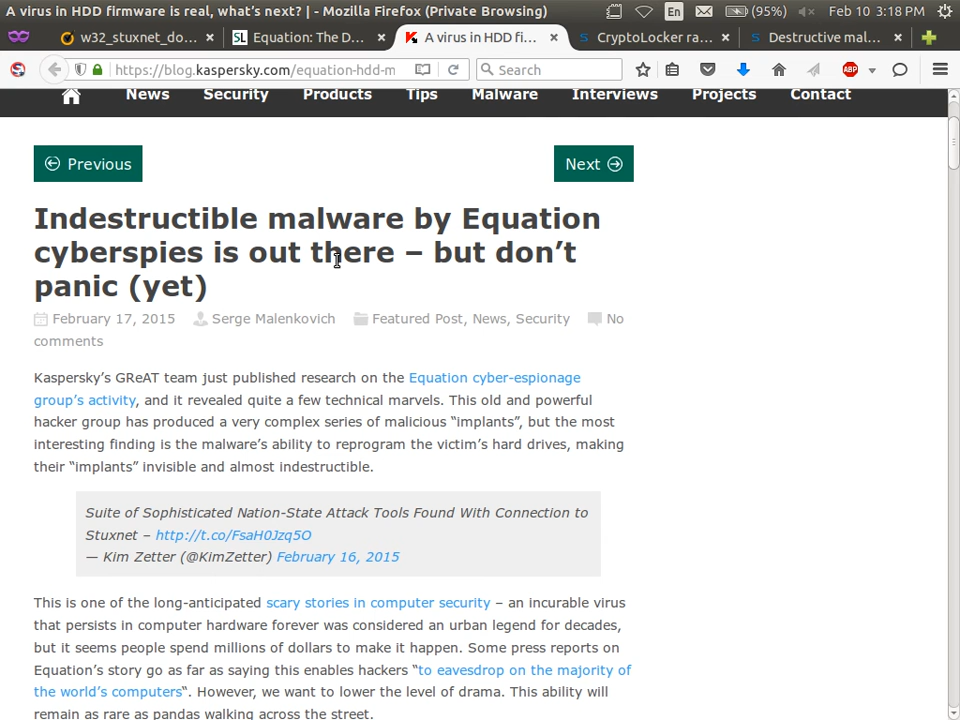 A virus in HDD firmware is real, what's next? | - Mozilla Firefox (Private Browsing)
En
(95%)
Feb 10 3:18 PM
w32_stuxnet_do...
SL Equation: The D...
A virus in HDD fi...
CryptoLocker ra...
Destructive mal...
https://blog.kaspersky.com/equation-hdd-m
Search
ABP
News Security Products Tips Malware Interviews Projects Contact
Previous
Next
Indestructible malware by Equation
cyberspies is out there – but don't
panic (yet)
February 17, 2015 Serge Malenkovich Featured Post, News, Security No
comments
Kaspersky's GReAT team just published research on the Equation cyber-espionage
group's activity, and it revealed quite a few technical marvels. This old and powerful
hacker group has produced a very complex series of malicious “implants”, but the most
interesting finding is the malware's ability to reprogram the victim's hard drives, making
their “implants” invisible and almost indestructible.
Suite of Sophisticated Nation-State Attack Tools Found With Connection to
Stuxnet – http://t.co/FsaH0Jzq5O
— Kim Zetter (@KimZetter) February 16, 2015
This is one of the long-anticipated scary stories in computer security – an incurable virus
that persists in computer hardware forever was considered an urban legend for decades,
but it seems people spend millions of dollars to make it happen. Some press reports on
Equation's story go as far as saying this enables hackers “to eavesdrop on the majority of
the world's computers“. However, we want to lower the level of drama. This ability will
remain as rare as pandas walking across the street.